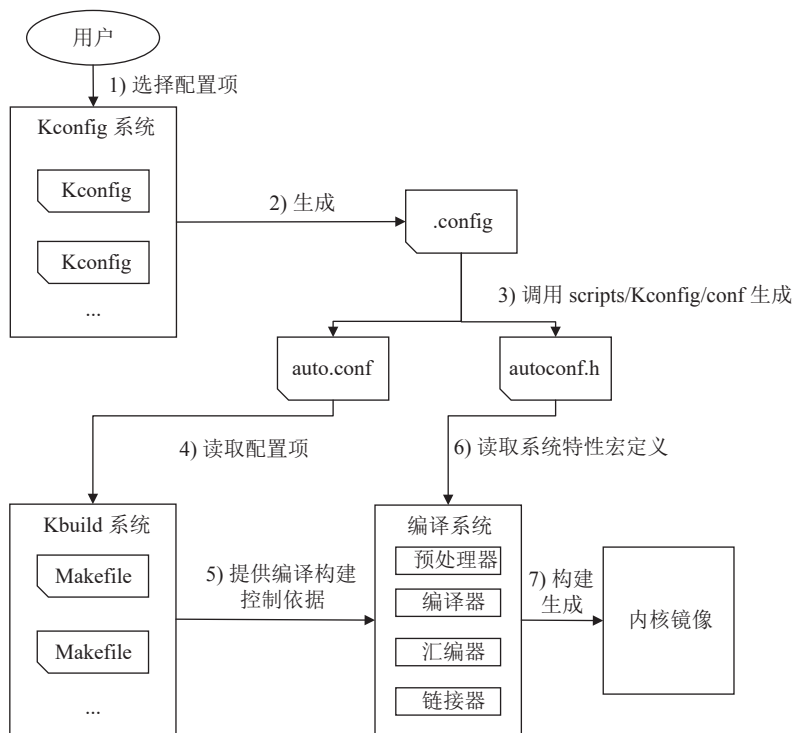 用户
1) 选择配置项
Kconfig 系统
Kconfig
Kconfig
...
2) 生成
.config
3) 调用 scripts/Kconfig/conf 生成
auto.conf
autoconf.h
4) 读取配置项
6) 读取系统特性宏定义
Kbuild 系统
Makefile
Makefile
...
5) 提供编译构建
控制依据
编译系统
预处理器
编译器
汇编器
链接器
7) 构建
生成
内核镜像